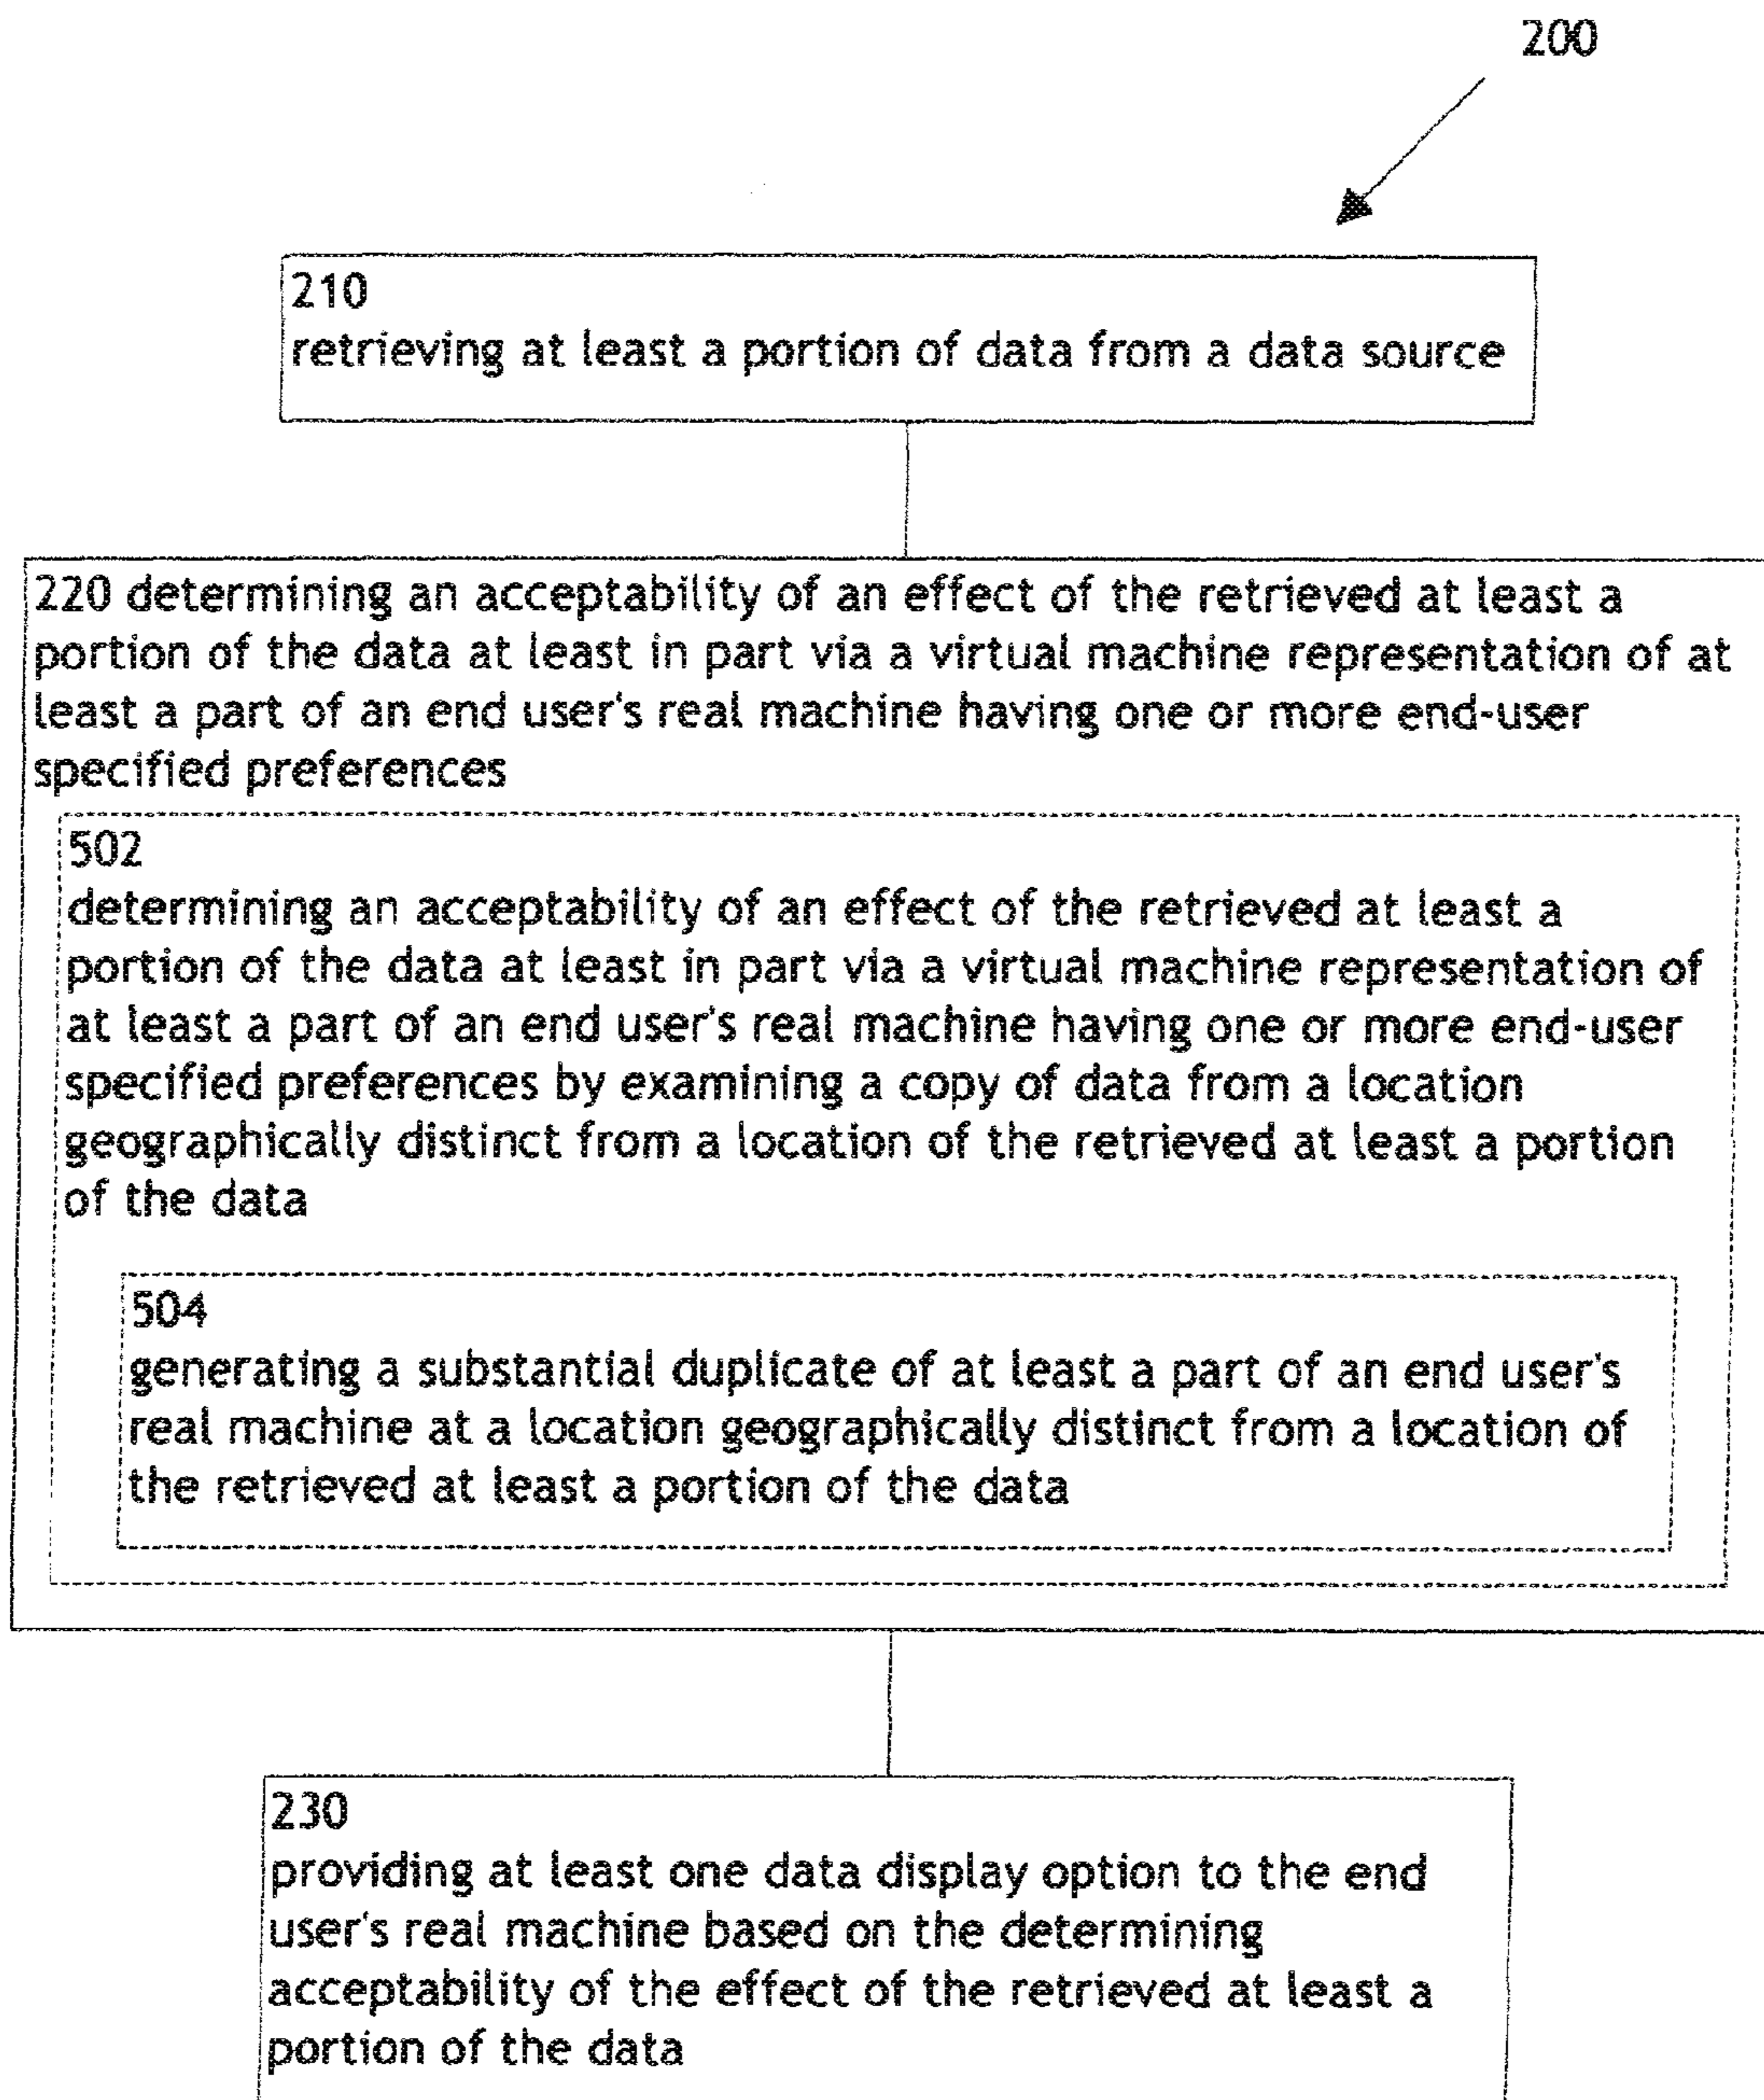 200
210
retrieving at least a portion of data from a data source
220 determining an acceptability of an effect of the retrieved at least a
portion of the data at least in part via a virtual machine representation of at
least a part of an end user's real machine having one or more end-user
specified preferences
502
determining an acceptability of an effect of the retrieved at least a
portion of the data at least in part via a virtual machine representation of
at least a part of an end user's real machine having one or more end-user
specified preferences by examining a copy of data from a location
geographically distinct from a location of the retrieved at least a portion
of the data
504
generating a substantial duplicate of at least a part of an end user's
real machine at a location geographically distinct from a location of
the retrieved at least a portion of the data
230
providing at least one data display option to the end
user's real machine based on the determining
acceptability of the effect of the retrieved at least a
portion of the data